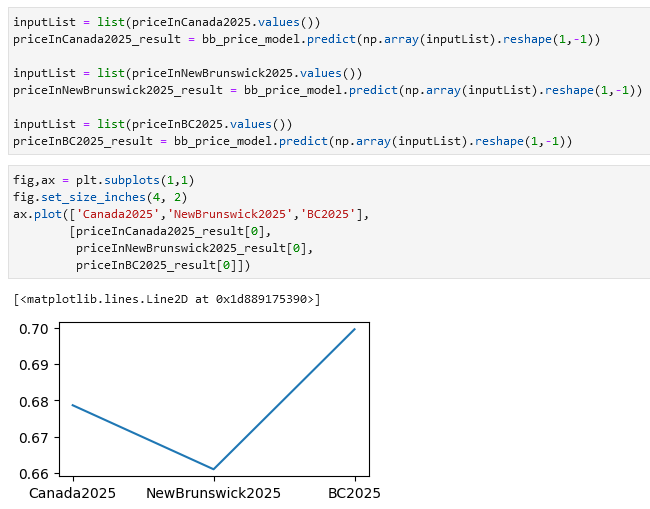 inputList = list(priceInCanada2025.values())
priceInCanada2025_result = bb_price_model.predict(np.array(inputList).reshape(1,-1))
inputList = list(priceInNewBrunswick2025.values())
priceInNewBrunswick2025_result = bb_price_model.predict(np.array(inputList).reshape(1,-1))
inputList = list(priceInBC2025.values())
priceInBC2025_result = bb_price_model.predict(np.array(inputList).reshape(1,-1))
fig,ax = plt.subplots(1,1)
fig.set_size_inches(4, 2)
ax.plot(['Canada2025','NewBrunswick2025','BC2025'],
[priceInCanada2025_result[0],
priceInNewBrunswick2025_result[0],
priceInBC2025_result[0]])
[<matplotlib.lines.Line2D at 0x1d889175390>]
0.70
0.69
0.68
0.67
0.66
Canada2025 NewBrunswick2025 BC2025